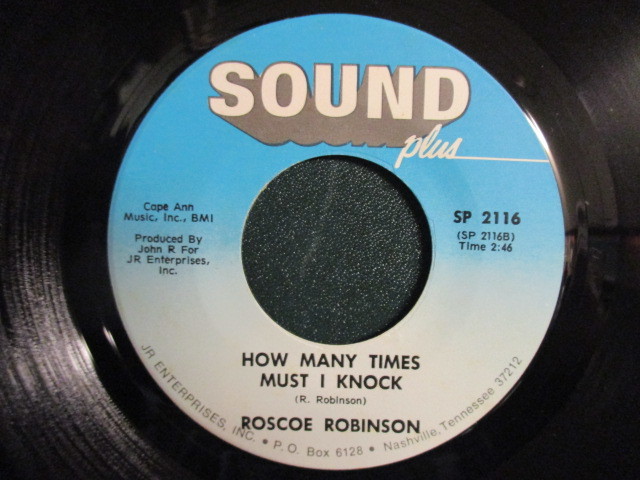 SOUND
plus
Cape Ann
Music, Inc., BMI
Produced By
John R For
JR Enterprises,
Inc.
SP 2116
(SP 2116B)
Time 2:46
HOW MANY TIMES
MUST I KNOCK
(R. Robinson)
ROSCOE ROBINSON
JR ENTERPRISES, INC. • P.O. Box 6128 • Nashville, Tennessee 37212